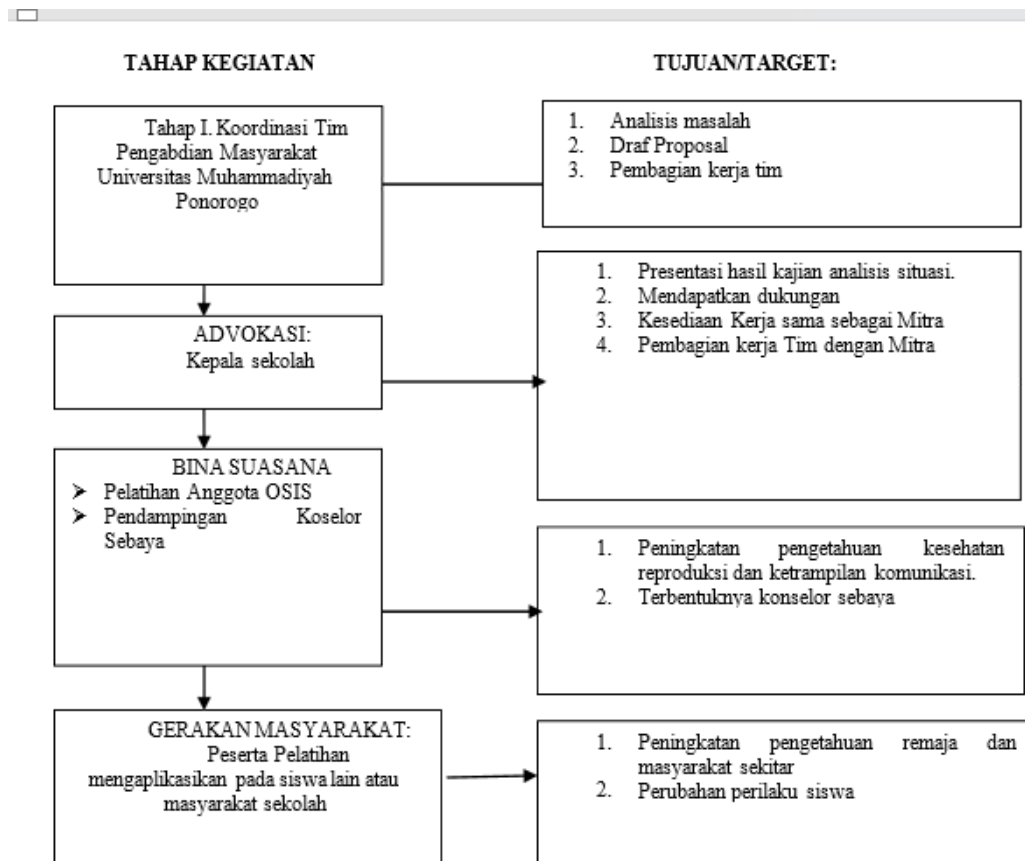 TAHAP KEGIATAN
TUJUAN/TARGET:
Tahap I. Koordinasi Tim
Pengabdian Masyarakat
Universitas Muhammadiyah
Ponorogo
1. Analisis masalah
2. Draf Proposal
3. Pembagian kerja tim
ADVOKASI:
Kepala sekolah
1. Presentasi hasil kajian analisis situasi.
2. Mendapatkan dukungan
3. Kesediaan Kerja sama sebagai Mitra
4. Pembagian kerja Tim dengan Mitra
BINA SUASANA
➤ Pelatihan Anggota OSIS
➤ Pendampingan Koselor
Sebaya
1. Peningkatan pengetahuan kesehatan
reproduksi dan ketrampilan komunikasi.
2. Terbentuknya konselor sebaya
GERAKAN MASYARAKAT:
Peserta Pelatihan
mengaplikasikan pada siswa lain atau
masyarakat sekolah
1. Peningkatan pengetahuan remaja dan
masyarakat sekitar
2. Perubahan perilaku siswa